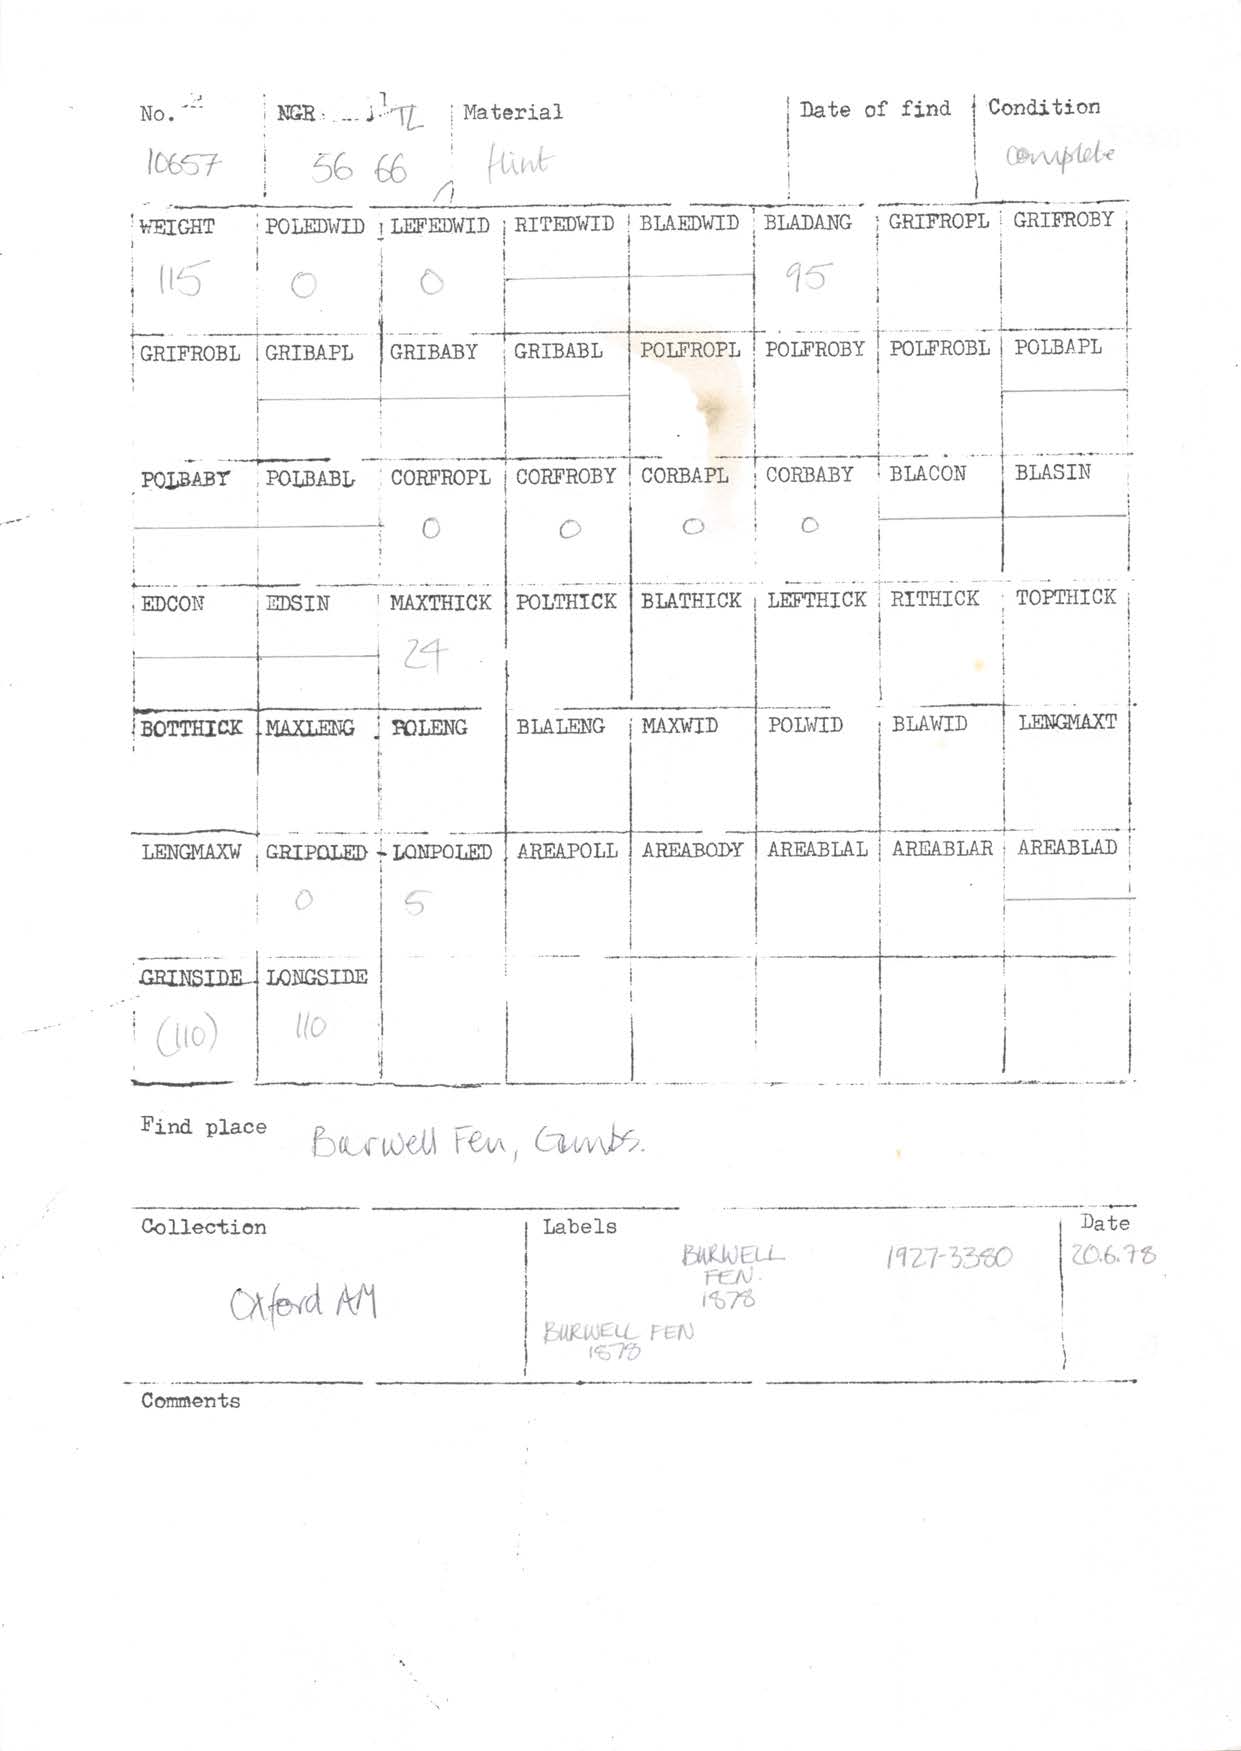 No. NGR TL Material Date of find Condition
10657 56 66 flint complete
WEIGHT POLEDWID LEFEDWID RITEDWID BLAEDWID BLADANG GRIFROPL GRIFROBY
115 0 0 95
GRIFROBL GRIBAPL GRIBABY GRIBABL POLFROPL POLFROBY POLFROBL POLBAPL
POLBABY POLBABL CORFROPL CORFROBY CORBAPL CORBABY BLACON BLASIN
0 0 0 0
EDCON EDSIN MAXTHICK POLTHICK BLATHICK LEFTHICK RITHICK TOPTHICK
24
BOTTHICK MAXLENG POLENG BLALENG MAXWID POLWID BLAWID LENGMAXT
LENGMAXW GRIPOLED LONPOLED AREAPOLL AREABODY AREABLAL AREABLAR AREABLAD
0 5
GRINSIDE LONGSIDE
(110) 110
Find place Burwell Fen, Cambs.
Collection Labels Date
BURWELL 1927-3380 20.6.78
FEN.
1878
Oxford AM
BURWELL FEN
1878
Comments